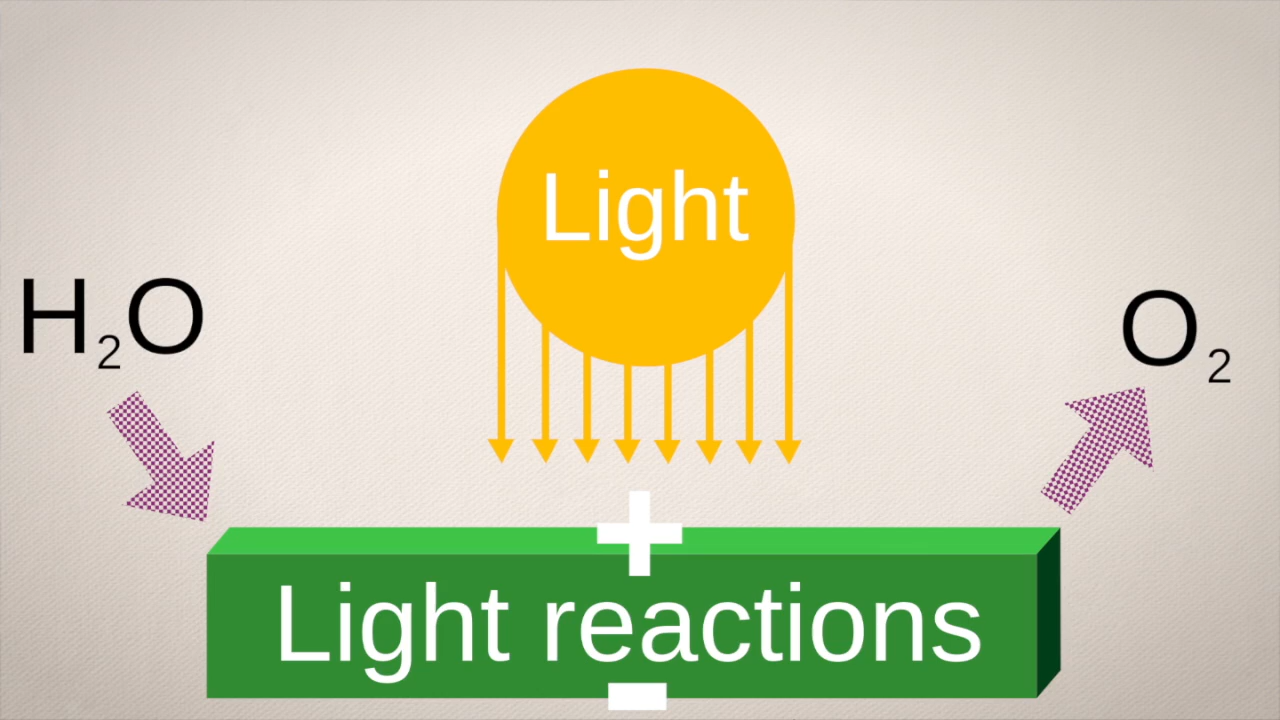 Light
H₂O
O₂
+
Light reactions
-